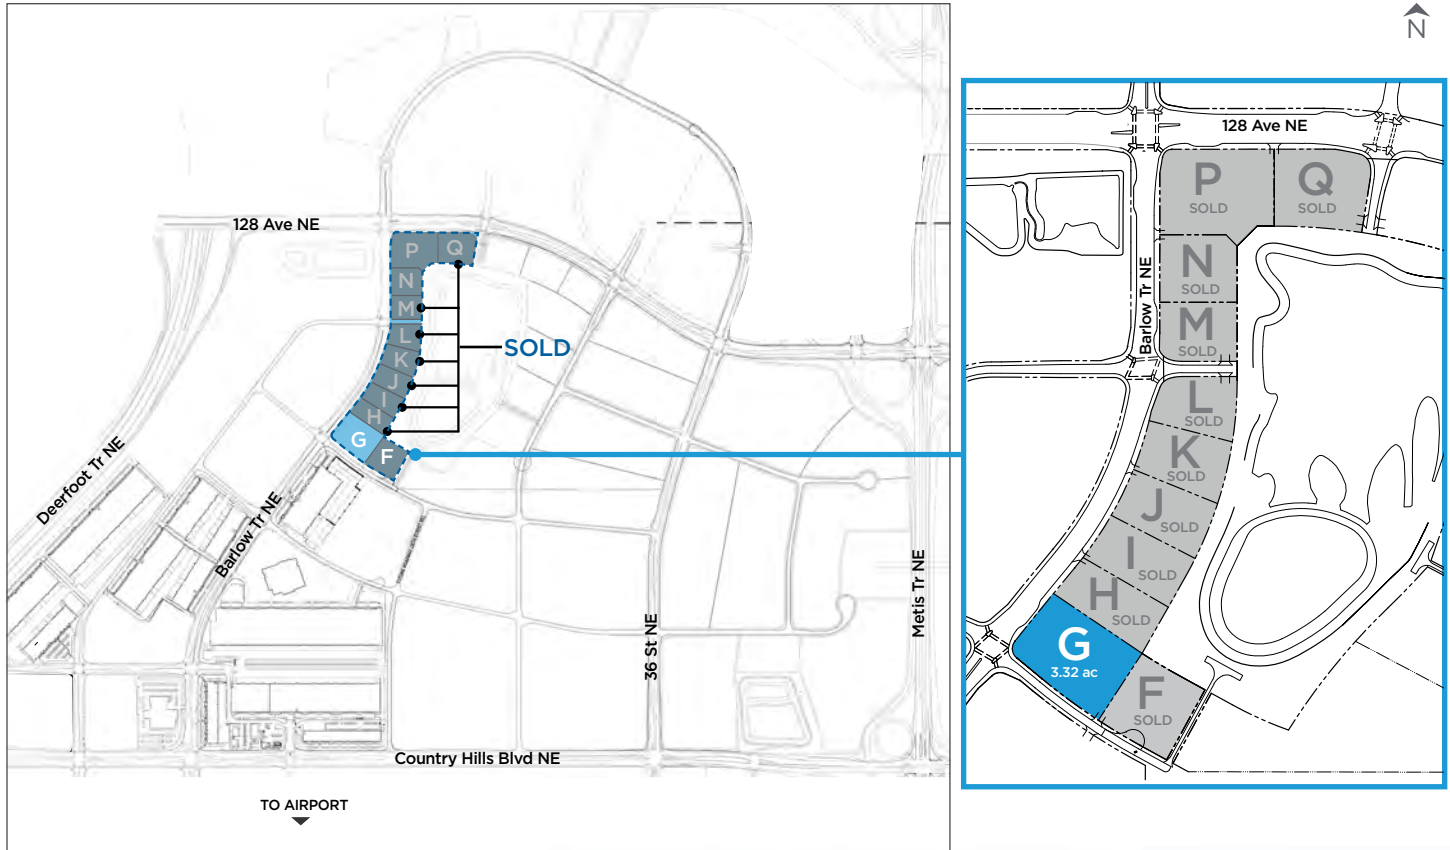 N
128 Ave NE
P
Q
N
M
L
K
J
I
H
G
F
SOLD
Deerfoot Tr NE
Barlow Tr NE
36 St NE
Metis Tr NE
Country Hills Blvd NE
TO AIRPORT
128 Ave NE
Barlow Tr NE
P
SOLD
Q
SOLD
N
SOLD
M
SOLD
L
SOLD
K
SOLD
J
SOLD
I
SOLD
H
SOLD
G
3.32 ac
F
SOLD